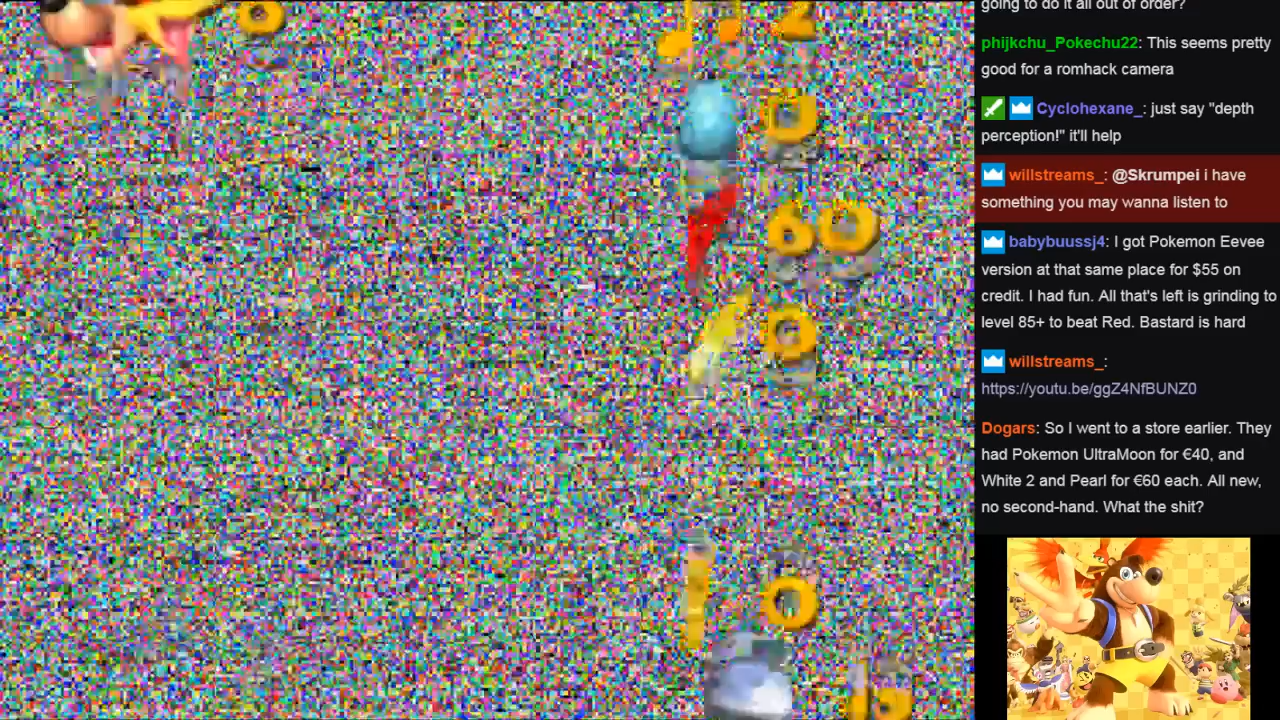 going to do it all out of order?
phijkchu_Pokechu22: This seems pretty
good for a romhack camera
Cyclohexane_: just say "depth
perception!" it'll help
willstreams_: @Skrumpei i have
something you may wanna listen to
babybuussj4: I got Pokemon Eevee
version at that same place for $55 on
credit. I had fun. All that's left is grinding to
level 85+ to beat Red. Bastard is hard
willstreams_:
https://youtu.be/ggZ4NfBUNZ0
Dogars: So I went to a store earlier. They
had Pokemon UltraMoon for €40, and
White 2 and Pearl for €60 each. All new,
no second-hand. What the shit?
0
0
60
0
0